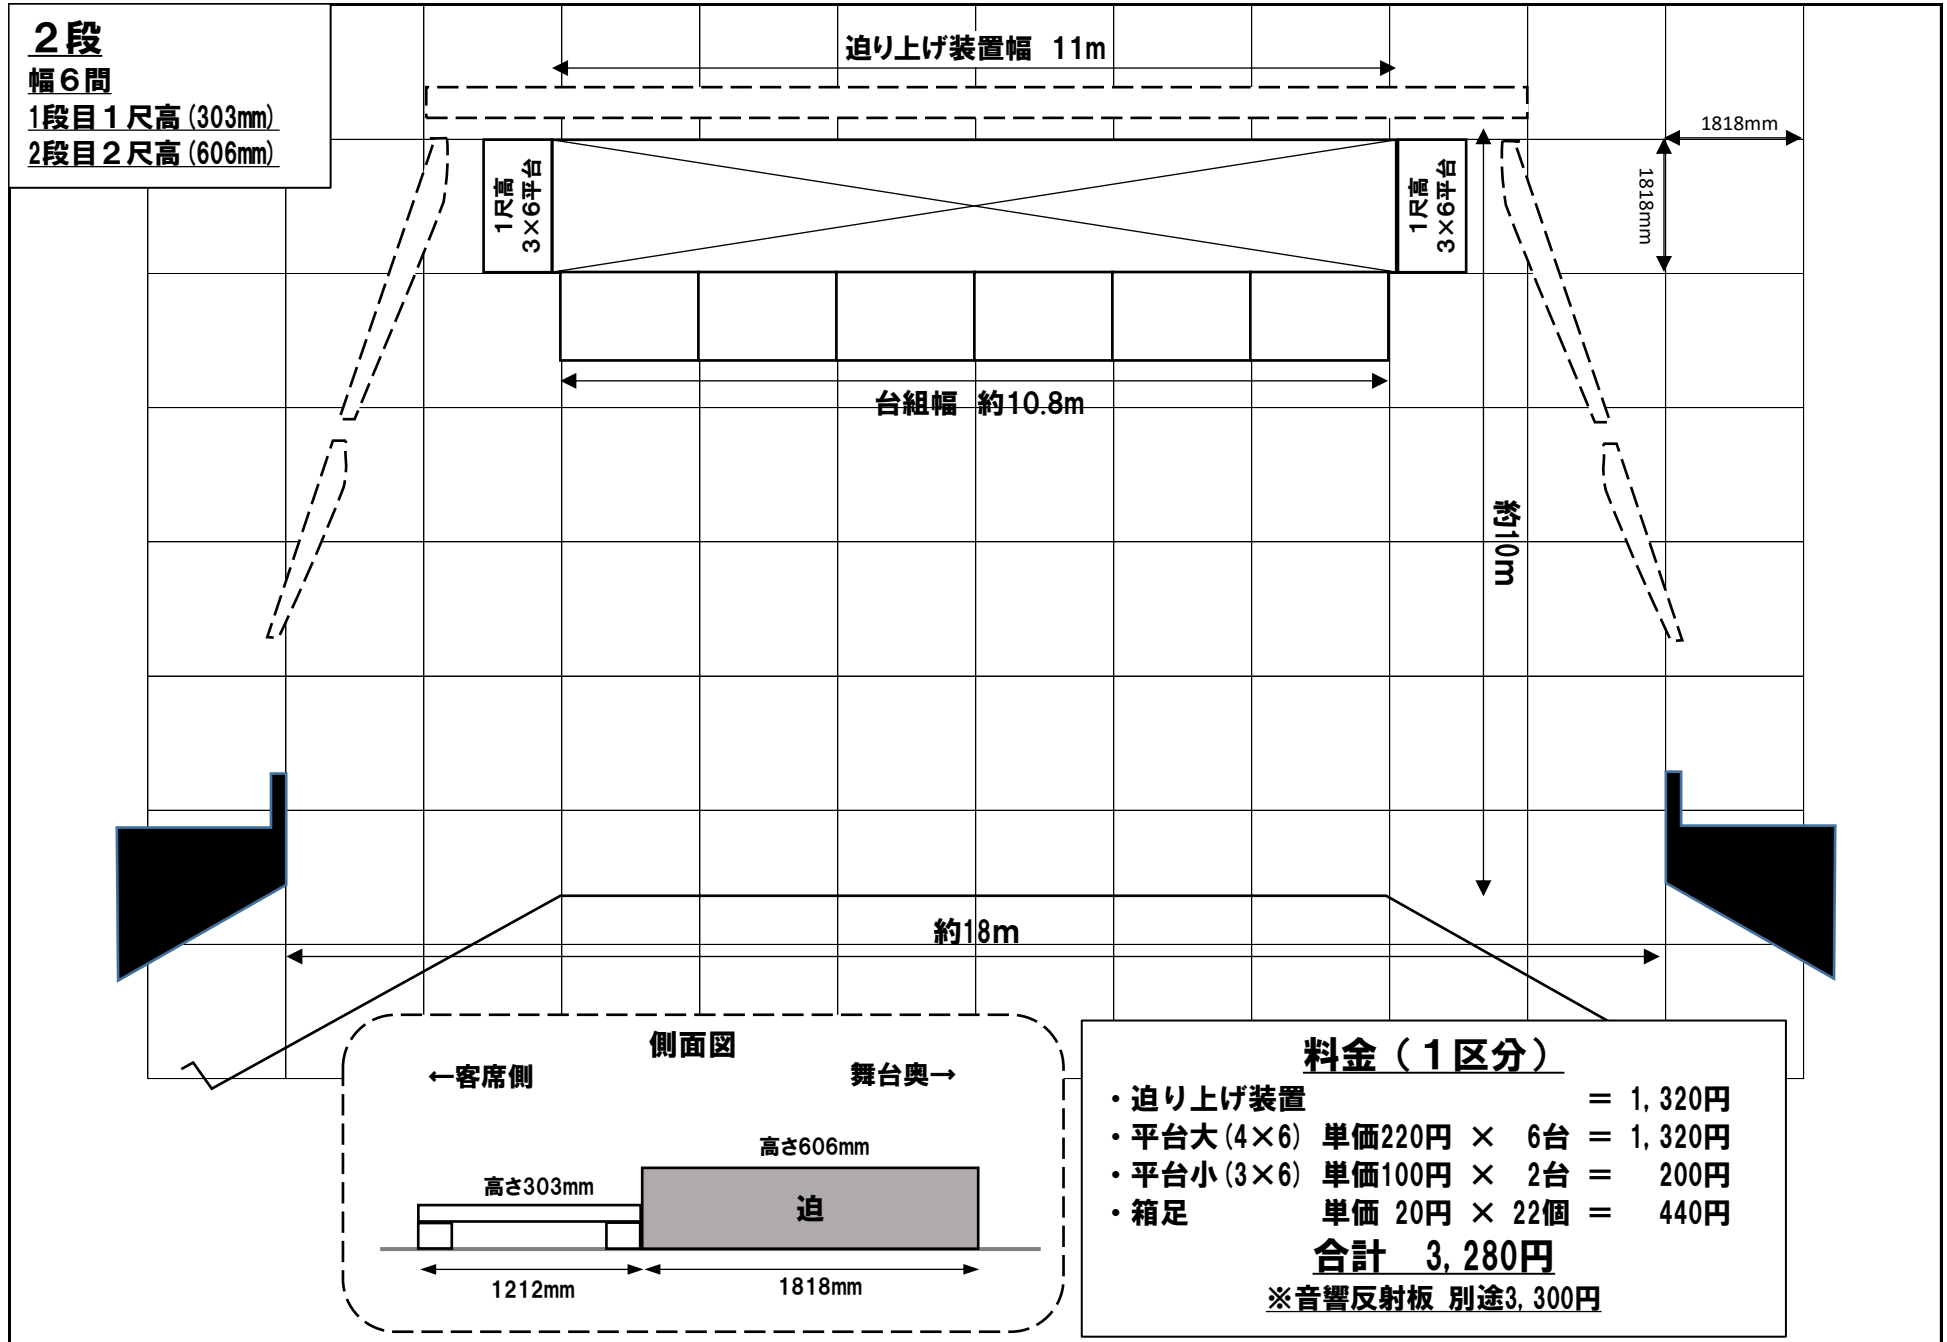 ２段
幅６間
1段目１尺高(303mm)
2段目２尺高(606mm)
迫り上げ装置幅 11m
1818mm
1818mm
1尺高
3×6平台
1尺高
3×6平台
台組幅 約10.8m
約10m
約18m
側面図
←客席側 舞台奥→
高さ606mm
高さ303mm
迫
1212mm 1818mm
料金（１区分）
・迫り上げ装置 ＝ 1,320円
・平台大(4×6) 単価220円 × 6台 ＝ 1,320円
・平台小(3×6) 単価100円 × 2台 ＝ 200円
・箱足 単価 20円 × 22個 ＝ 440円
合計 3,280円
※音響反射板 別途3,300円